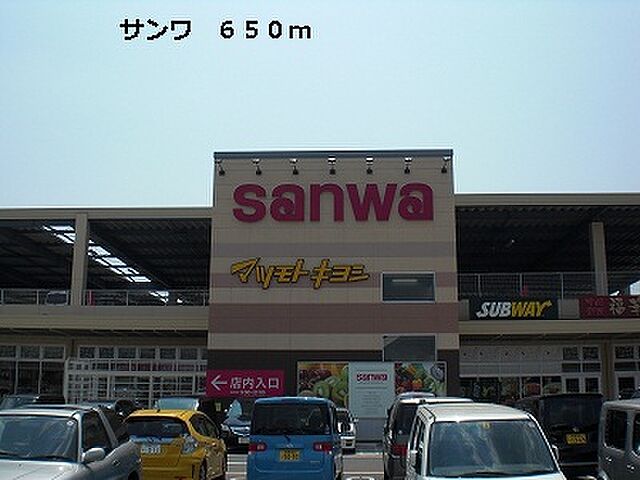 サンワ　６５０ｍ
sanwa
マツモトキヨシ
SUBWAY
←店内入口
sanwa